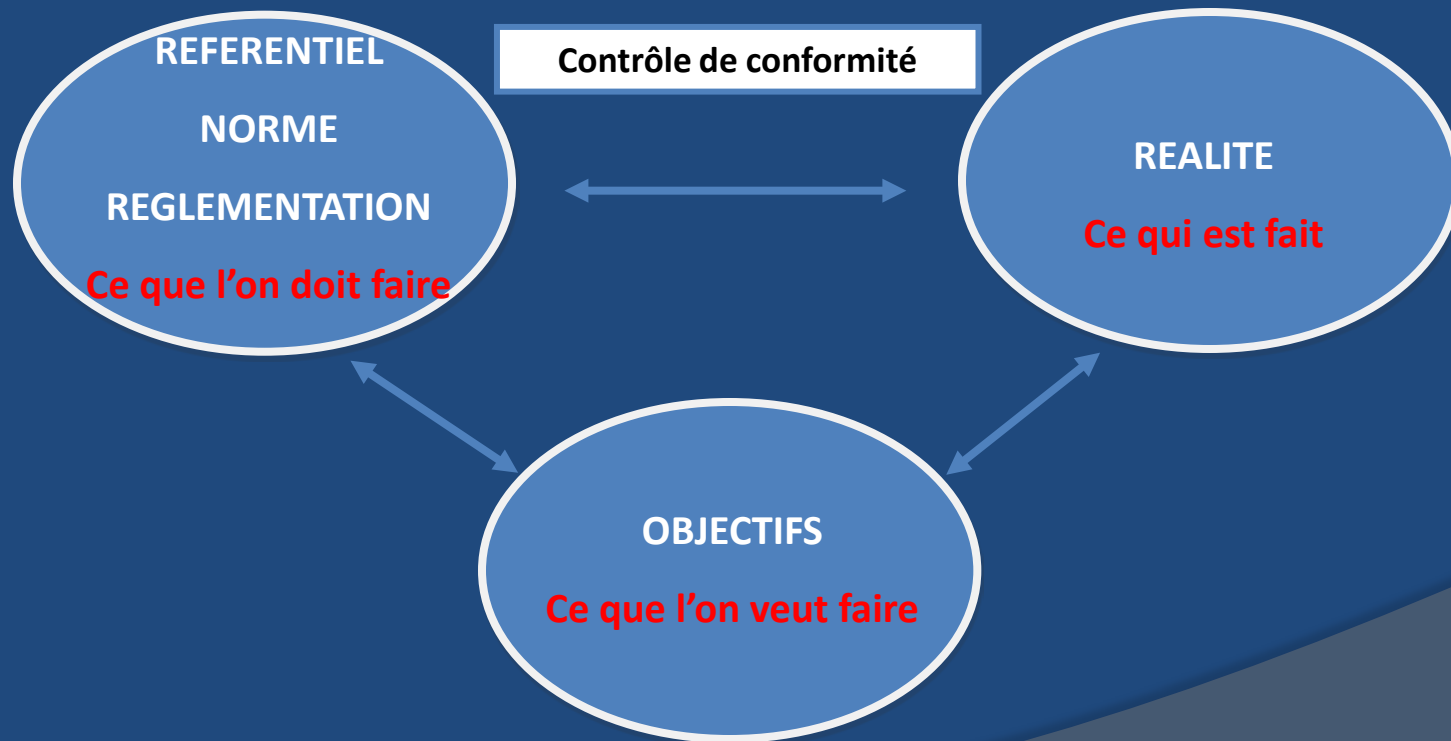 REFERENTIEL
NORME
REGLEMENTATION
Ce que l’on doit faire
Contrôle de conformité
REALITE
Ce qui est fait
OBJECTIFS
Ce que l’on veut faire